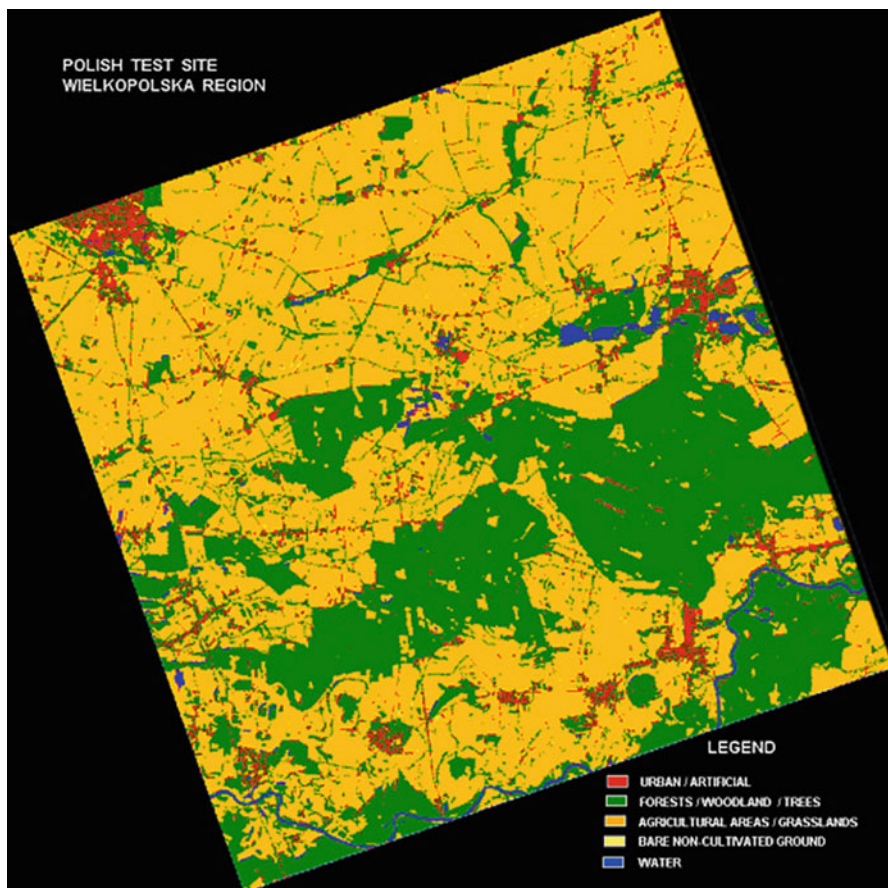 POLISH TEST SITE
WIELKOPOLSKA REGION
LEGEND
URBAN / ARTIFICIAL
FORESTS / WOODLAND / TREES
AGRICULTURAL AREAS / GRASSLANDS
BARE NON-CULTIVATED GROUND
WATER